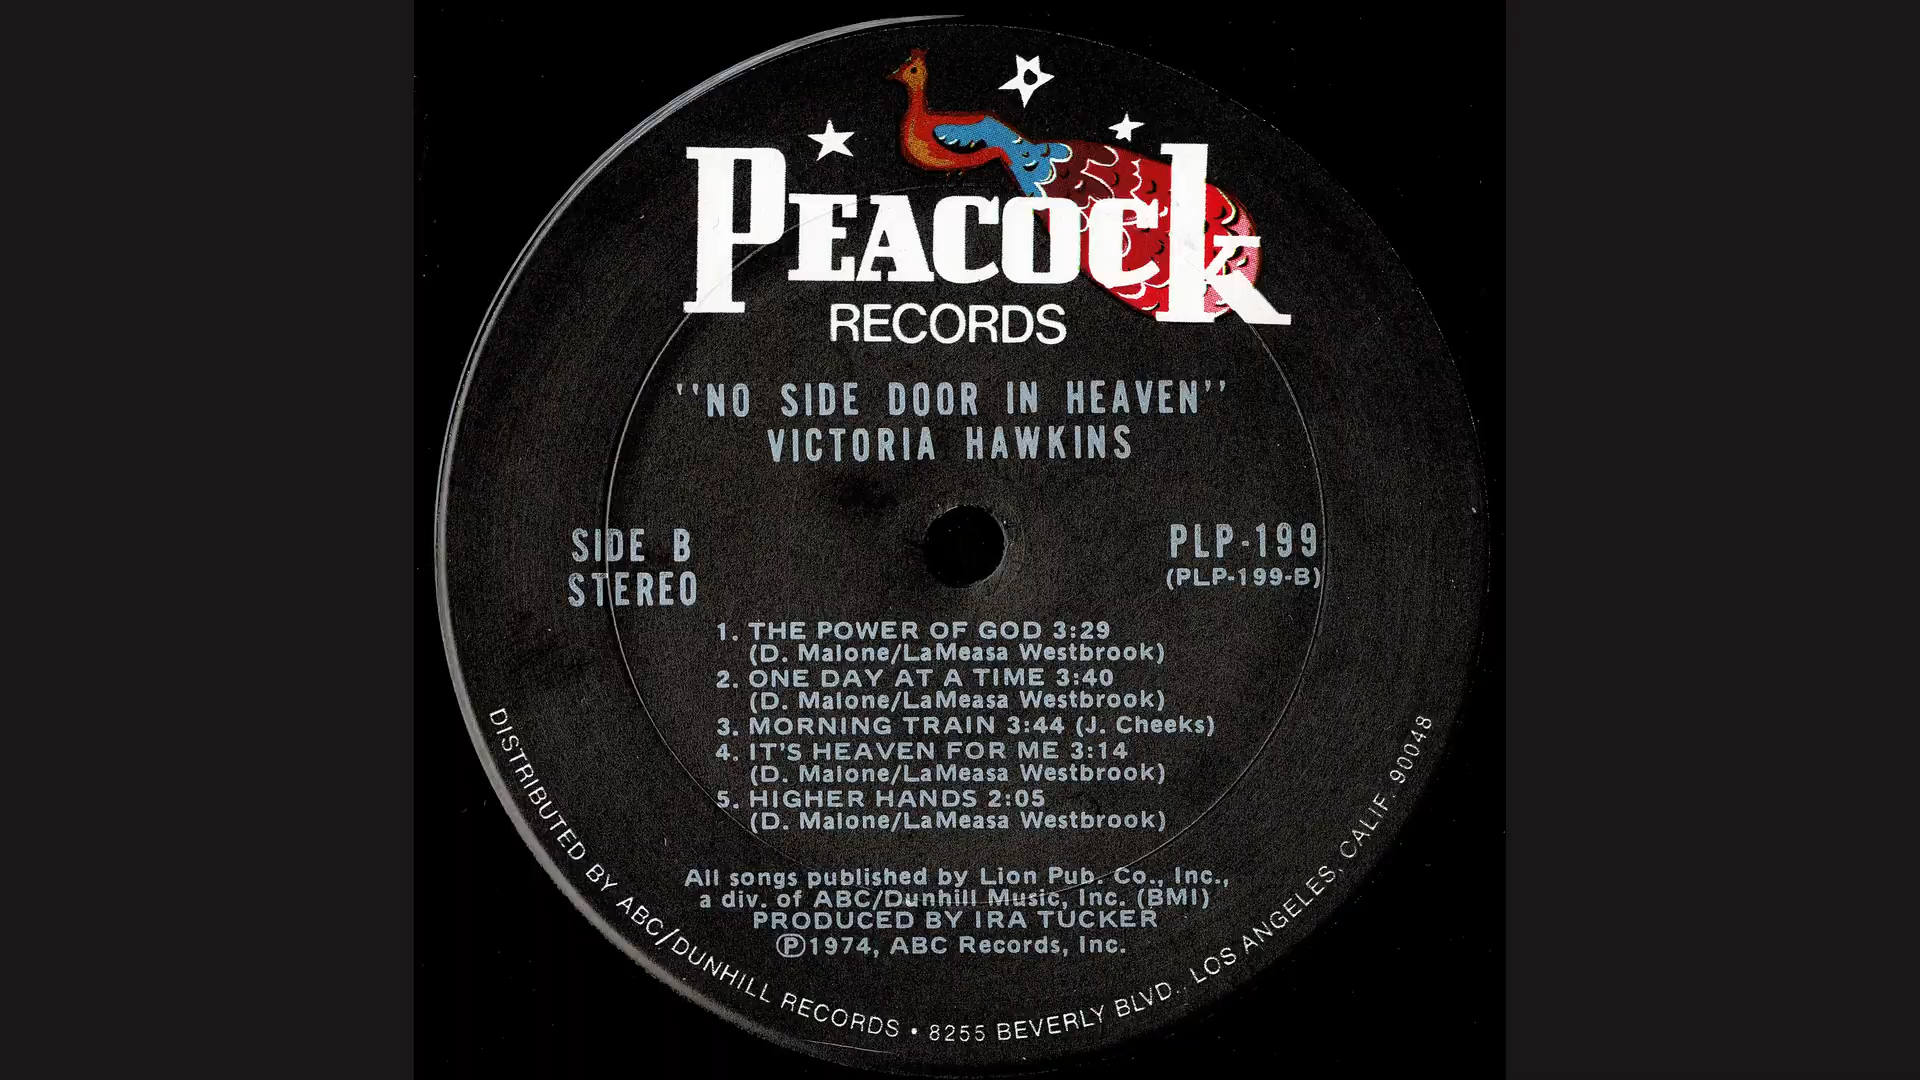 PEACOCK
RECORDS
"NO SIDE DOOR IN HEAVEN"
VICTORIA HAWKINS
SIDE B
STEREO
PLP-199
(PLP-199-B)
1. THE POWER OF GOD 3:29
(D. Malone/LaMeasa Westbrook)
2. ONE DAY AT A TIME 3:40
(D. Malone/LaMeasa Westbrook)
3. MORNING TRAIN 3:44 (J. Cheeks)
4. IT'S HEAVEN FOR ME 3:14
(D. Malone/LaMeasa Westbrook)
5. HIGHER HANDS 2:05
(D. Malone/LaMeasa Westbrook)
All songs published by Lion Pub. Co., Inc.,
a div. of ABC/Dunhill Music, Inc. (BMI)
PRODUCED BY IRA TUCKER
℗1974, ABC Records, Inc.
DISTRIBUTED BY ABC/DUNHILL RECORDS • 8255 BEVERLY BLVD., LOS ANGELES, CALIF. 90048